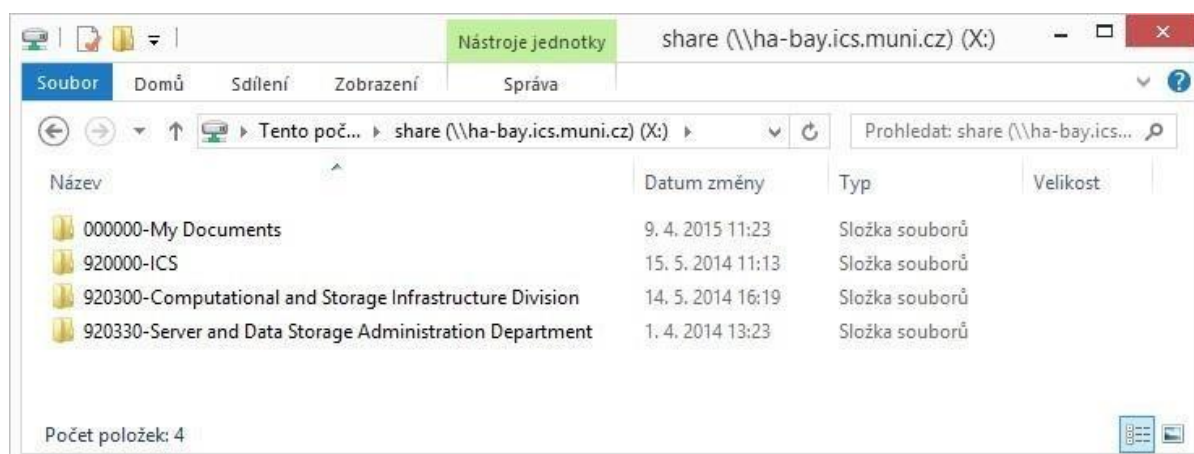 Nástroje jednotky share (\\ha-bay.ics.muni.cz) (X:)
Soubor Domů Sdílení Zobrazení Správa
Tento poč... share (\\ha-bay.ics.muni.cz) (X:) Prohledat: share (\\ha-bay.ics...
Název Datum změny Typ Velikost
000000-My Documents 9. 4. 2015 11:23 Složka souborů
920000-ICS 15. 5. 2014 11:13 Složka souborů
920300-Computational and Storage Infrastructure Division 14. 5. 2014 16:19 Složka souborů
920330-Server and Data Storage Administration Department 1. 4. 2014 13:23 Složka souborů
Počet položek: 4